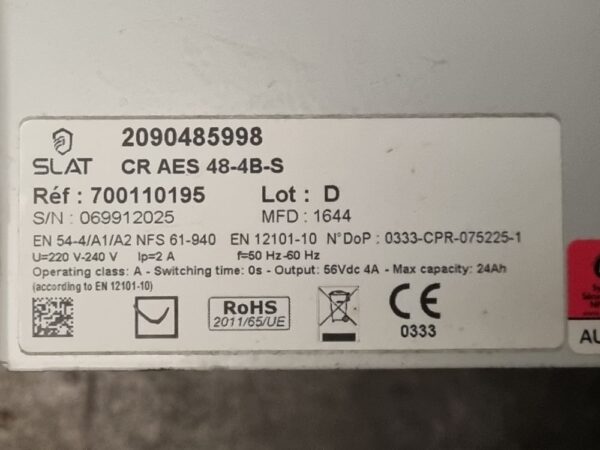 2090485998
SLAT
CR AES 48-4B-S
Réf : 700110195 Lot : D
S/N : 069912025 MFD : 1644
EN 54-4/A1/A2 NFS 61-940 EN 12101-10 N°DoP : 0333-CPR-075225-1
U=220 V-240 V Ip=2 A f=50 Hz-60 Hz
Operating class: A - Switching time: 0s - Output: 56Vdc 4A - Max capacity: 24Ah
(according to EN 12101-10)
RoHS
2011/65/UE
CE
0333
AU